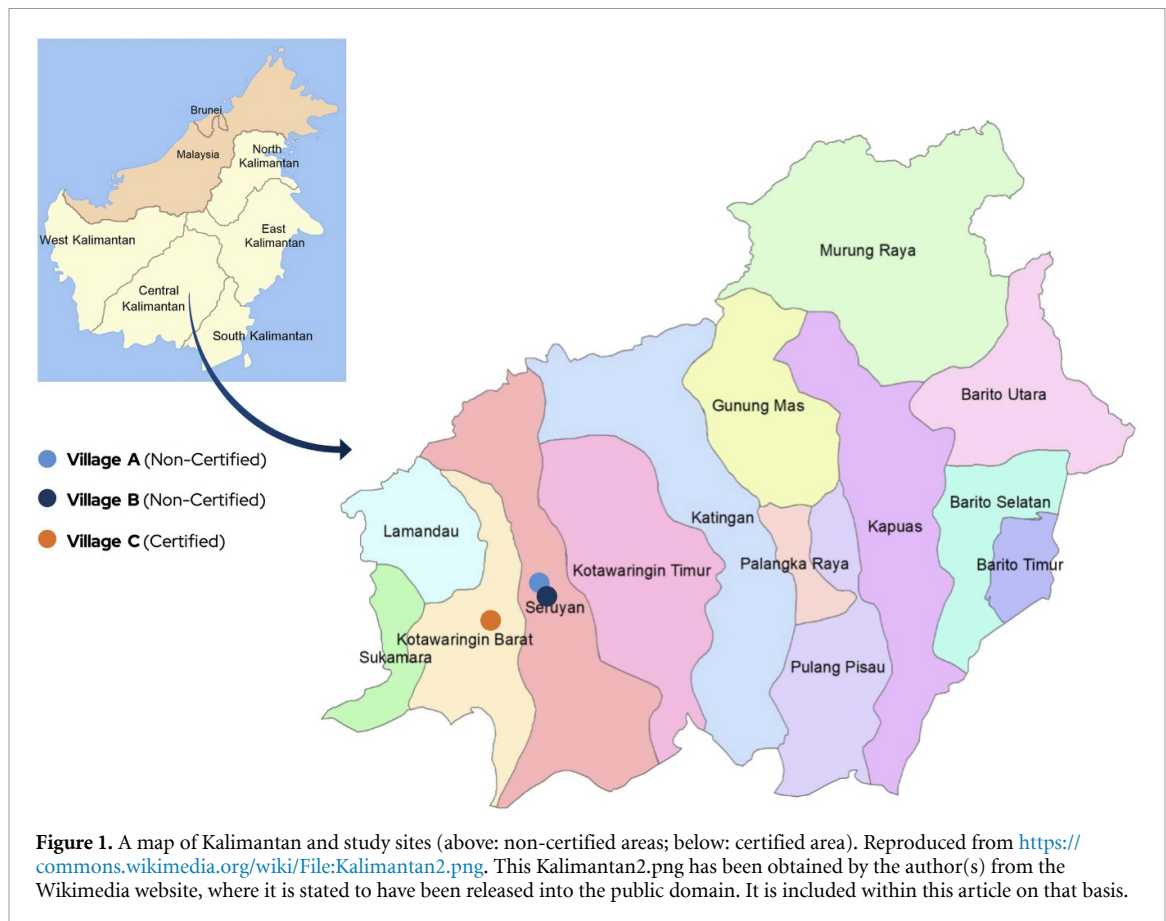 Brunei
Malaysia
North
Kalimantan
West Kalimantan
East
Kalimantan
Central
Kalimantan
South Kalimantan
Village A (Non-Certified)
Village B (Non-Certified)
Village C (Certified)
Murung Raya
Barito Utara
Gunung Mas
Barito Selatan
Lamandau
Katingan
Kapuas
Palangka Raya
Barito Timur
Kotawaringin Timur
Seruyan
Kotawaringin Barat
Sukamara
Pulang Pisau
Figure 1. A map of Kalimantan and study sites (above: non-certified areas; below: certified area). Reproduced from https://
commons.wikimedia.org/wiki/File:Kalimantan2.png. This Kalimantan2.png has been obtained by the author(s) from the
Wikimedia website, where it is stated to have been released into the public domain. It is included within this article on that basis.